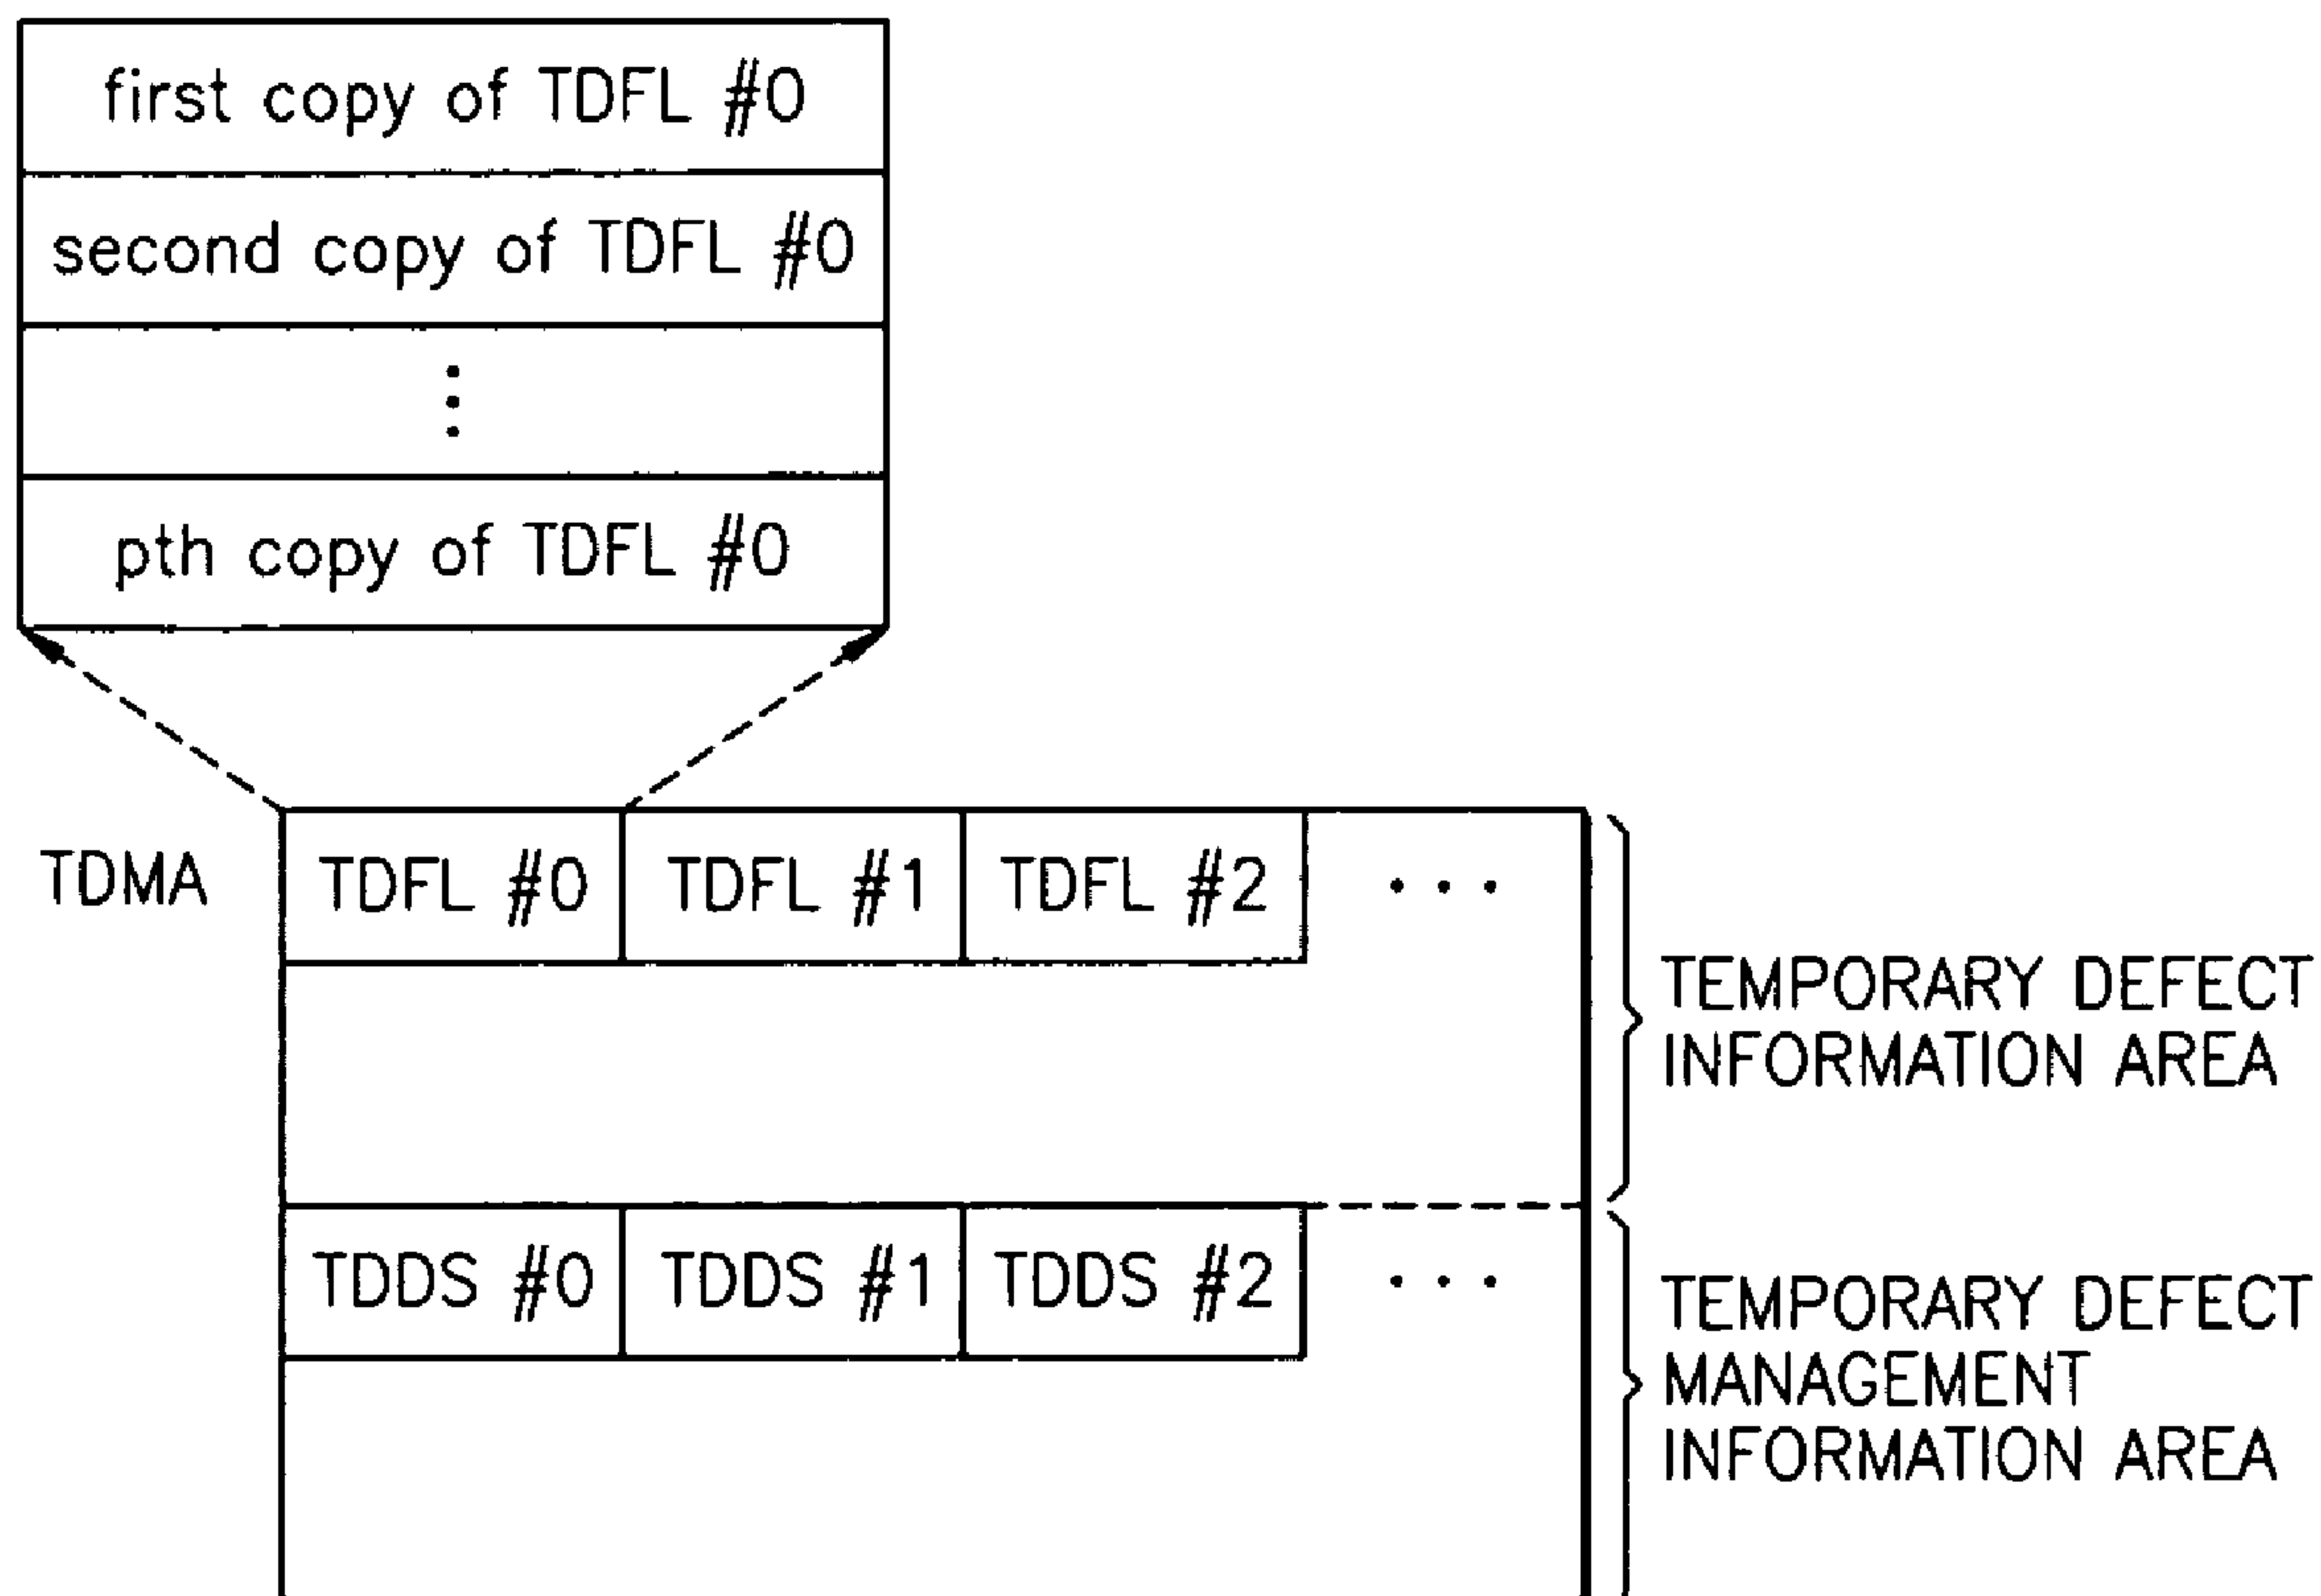 first copy of TDFL #0
second copy of TDFL #0
⋮
pth copy of TDFL #0
TDMA
TDFL #0
TDFL #1
TDFL #2
...
TEMPORARY DEFECT
INFORMATION AREA
TDDS #0
TDDS #1
TDDS #2
...
TEMPORARY DEFECT
MANAGEMENT
INFORMATION AREA